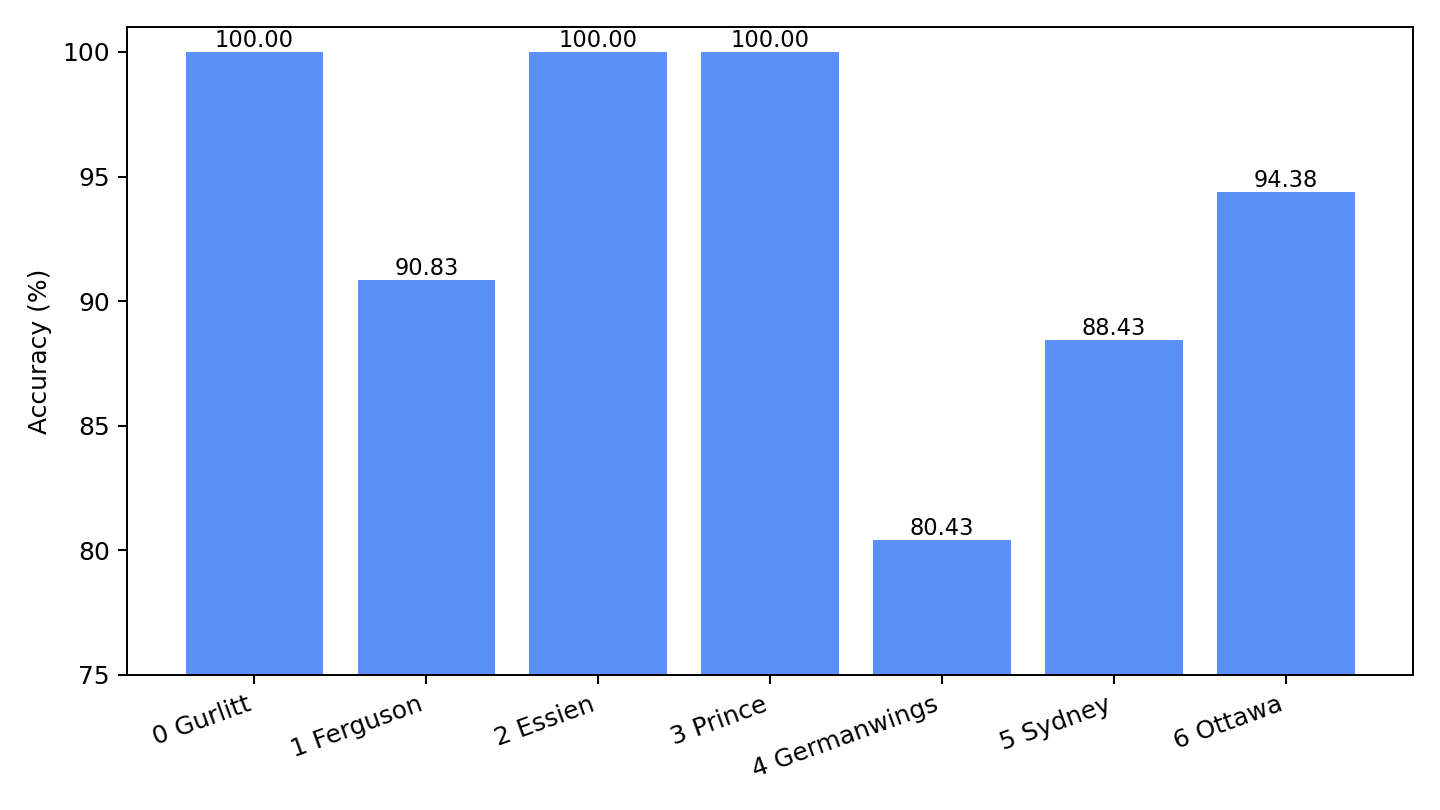 100.00
100.00
100.00
94.38
90.83
88.43
80.43
Accuracy (%)
100
95
90
85
80
75
0 Gurlitt
1 Ferguson
2 Essien
3 Prince
4 Germanwings
5 Sydney
6 Ottawa